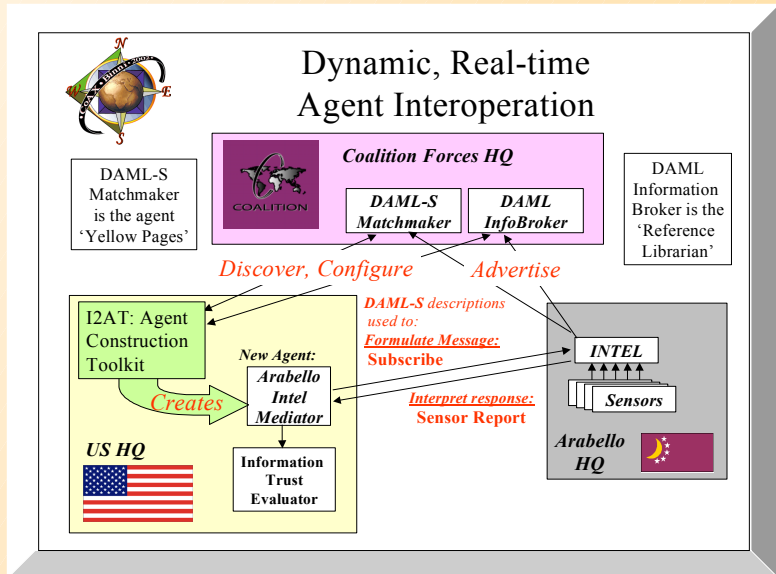 N
CoAX Binni 2002
W
E
S
Dynamic, Real-time
Agent Interoperation
DAML-S
Matchmaker
is the agent
‘Yellow Pages’
COALITION
Coalition Forces HQ
DAML-S
Matchmaker
DAML
InfoBroker
DAML
Information
Broker is the
‘Reference
Librarian’
Discover, Configure
Advertise
I2AT: Agent
Construction
Toolkit
Creates
New Agent:
Arabello
Intel
Mediator
US HQ
Information
Trust
Evaluator
DAML-S descriptions
used to:
Formulate Message:
Subscribe
Interpret response:
Sensor Report
INTEL
Sensors
Arabello
HQ